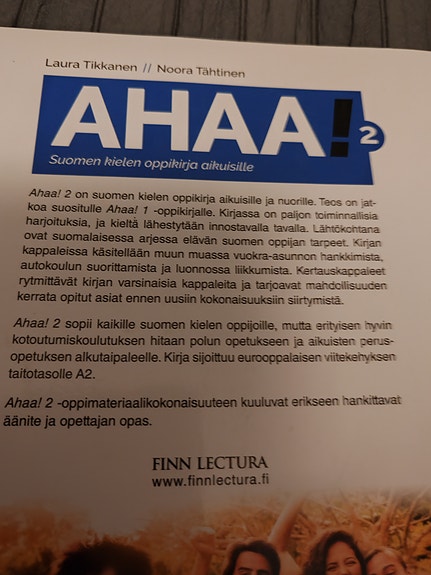 Laura Tikkanen // Noora Tähtinen
AHAA! 2
Suomen kielen oppikirja aikuisille
Ahaa! 2 on suomen kielen oppikirja aikuisille ja nuorille. Teos on jat-
koa suositulle Ahaa! 1 -oppikirjalle. Kirjassa on paljon toiminnallisia
harjoituksia, ja kieltä lähestytään innostavalla tavalla. Lähtökohtana
ovat suomalaisessa arjessa elävän suomen oppijan tarpeet. Kirjan
kappaleissa käsitellään muun muassa vuokra-asunnon hankkimista,
autokoulun suorittamista ja luonnossa liikkumista. Kertauskappaleet
rytmittävät kirjan varsinaisia kappaleita ja tarjoavat mahdollisuuden
kerrata opitut asiat ennen uusiin kokonaisuuksiin siirtymistä.
Ahaa! 2 sopii kaikille suomen kielen oppijoille, mutta erityisen hyvin
kotoutumiskoulutuksen hitaan polun opetukseen ja aikuisten perus-
opetuksen alkutaipaleelle. Kirja sijoittuu eurooppalaisen viitekehyksen
taitotasolle A2.
Ahaa! 2 -oppimateriaalikokonaisuuteen kuuluvat erikseen hankittavat
äänite ja opettajan opas.
FINN LECTURA
www.finnlectura.fi